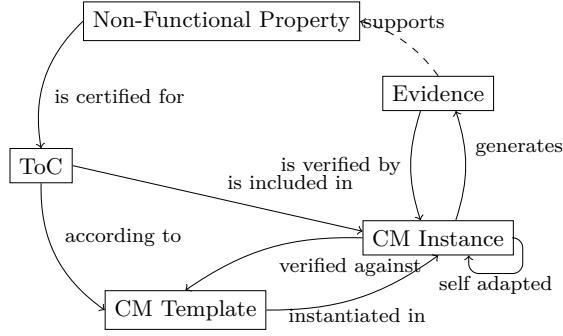 Non-Functional Property
supports
Evidence
is certified for
generates
is verified by
ToC
is included in
according to
CM Instance
verified against
self adapted
CM Template
instantiated in